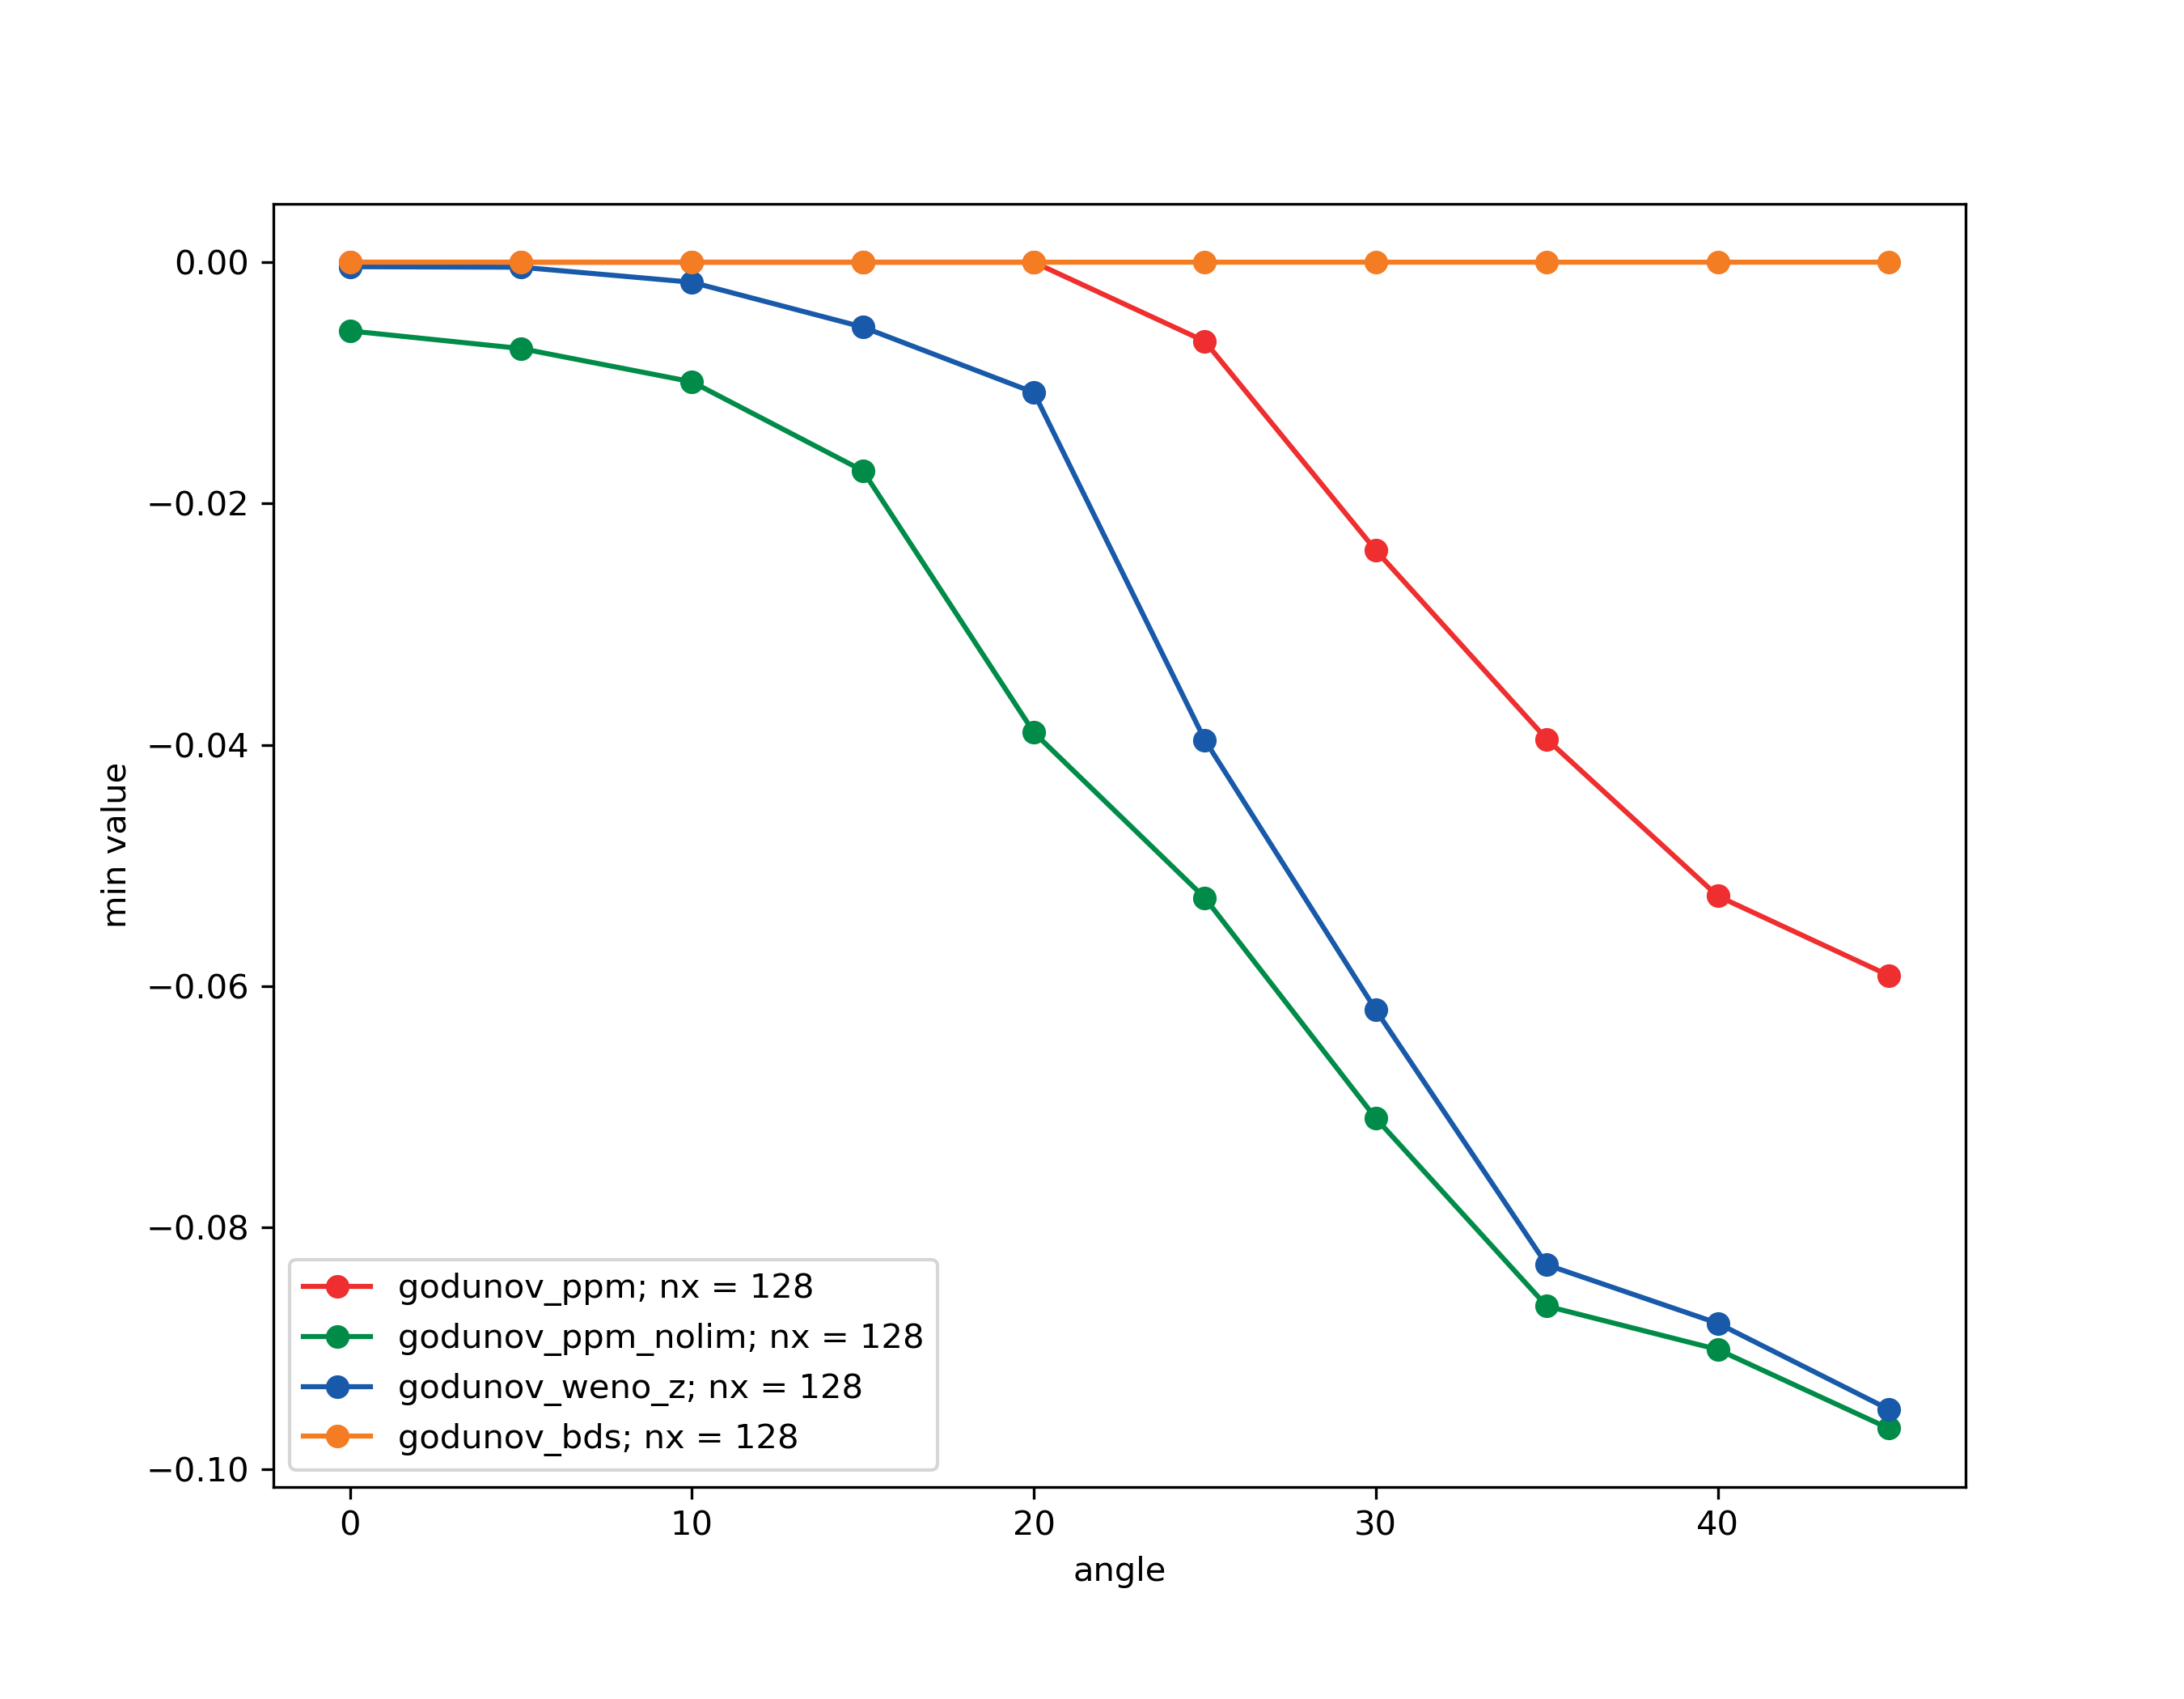 0.00
−0.02
−0.04
−0.06
−0.08
−0.10
min value
godunov_ppm; nx = 128
godunov_ppm_nolim; nx = 128
godunov_weno_z; nx = 128
godunov_bds; nx = 128
0 10 20 30 40
angle